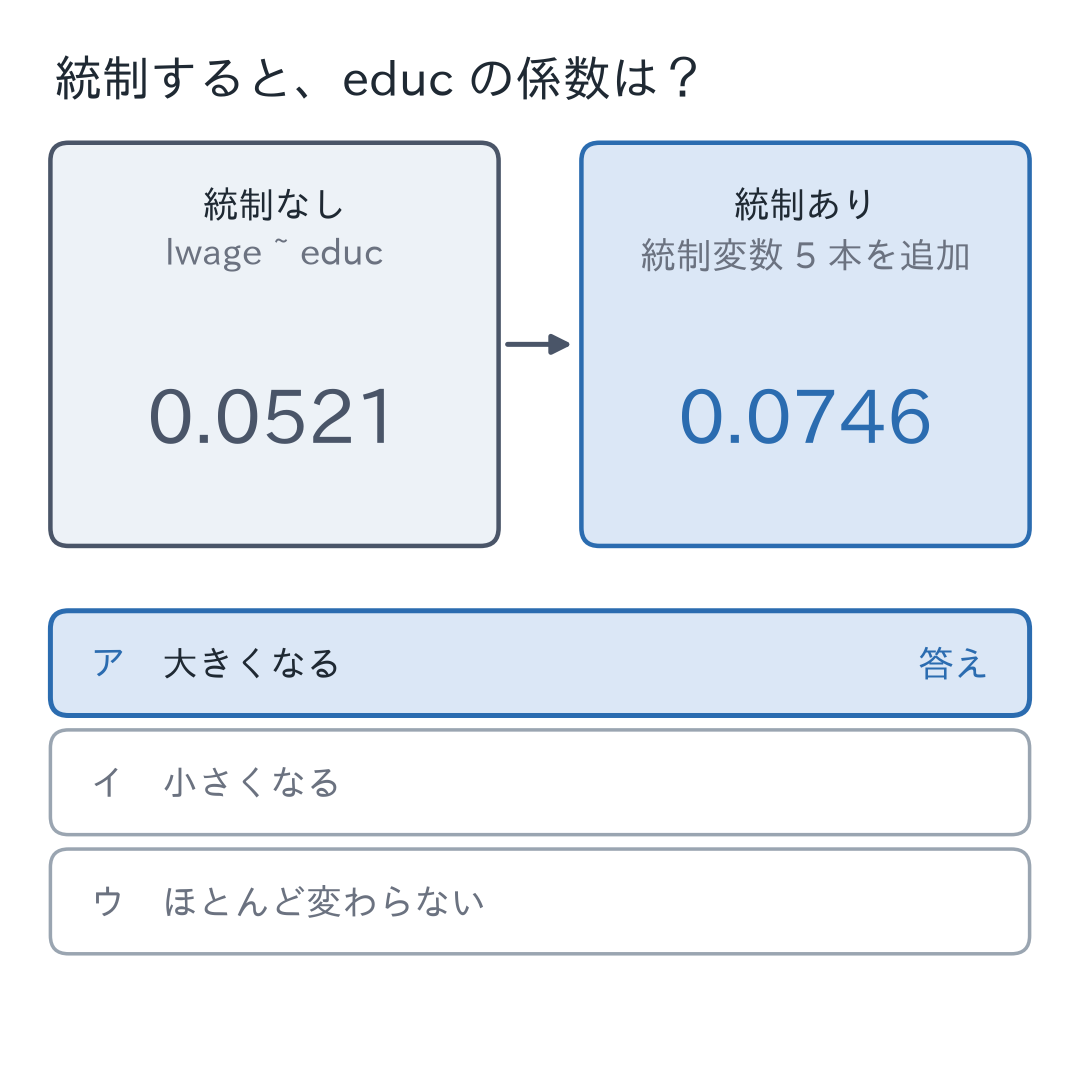 統制すると、educ の係数は？
統制なし
lwage ~ educ
0.0521
統制あり
統制変数 5 本を追加
0.0746
ア 大きくなる 答え
イ 小さくなる
ウ ほとんど変わらない